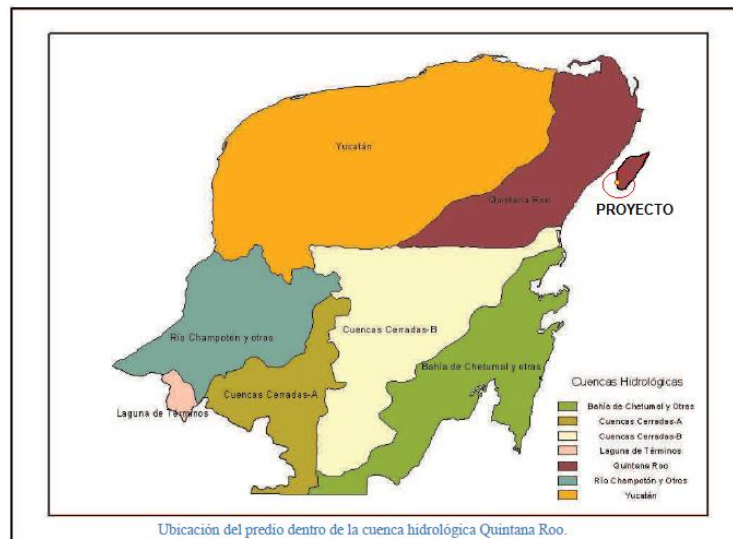 Yucatán
Quintana Roo
PROYECTO
Río Champotón y otras
Cuencas Cerradas-B
Bahía de Chetumal y otras
Cuencas Cerradas-A
Laguna de Términos
Cuencas Hidrológicas
Bahía de Chetumal y Otras
Cuencas Cerradas-A
Cuencas Cerradas-B
Laguna de Términos
Quintana Roo
Río Champotón y Otros
Yucatán
Ubicación del predio dentro de la cuenca hidrológica Quintana Roo.